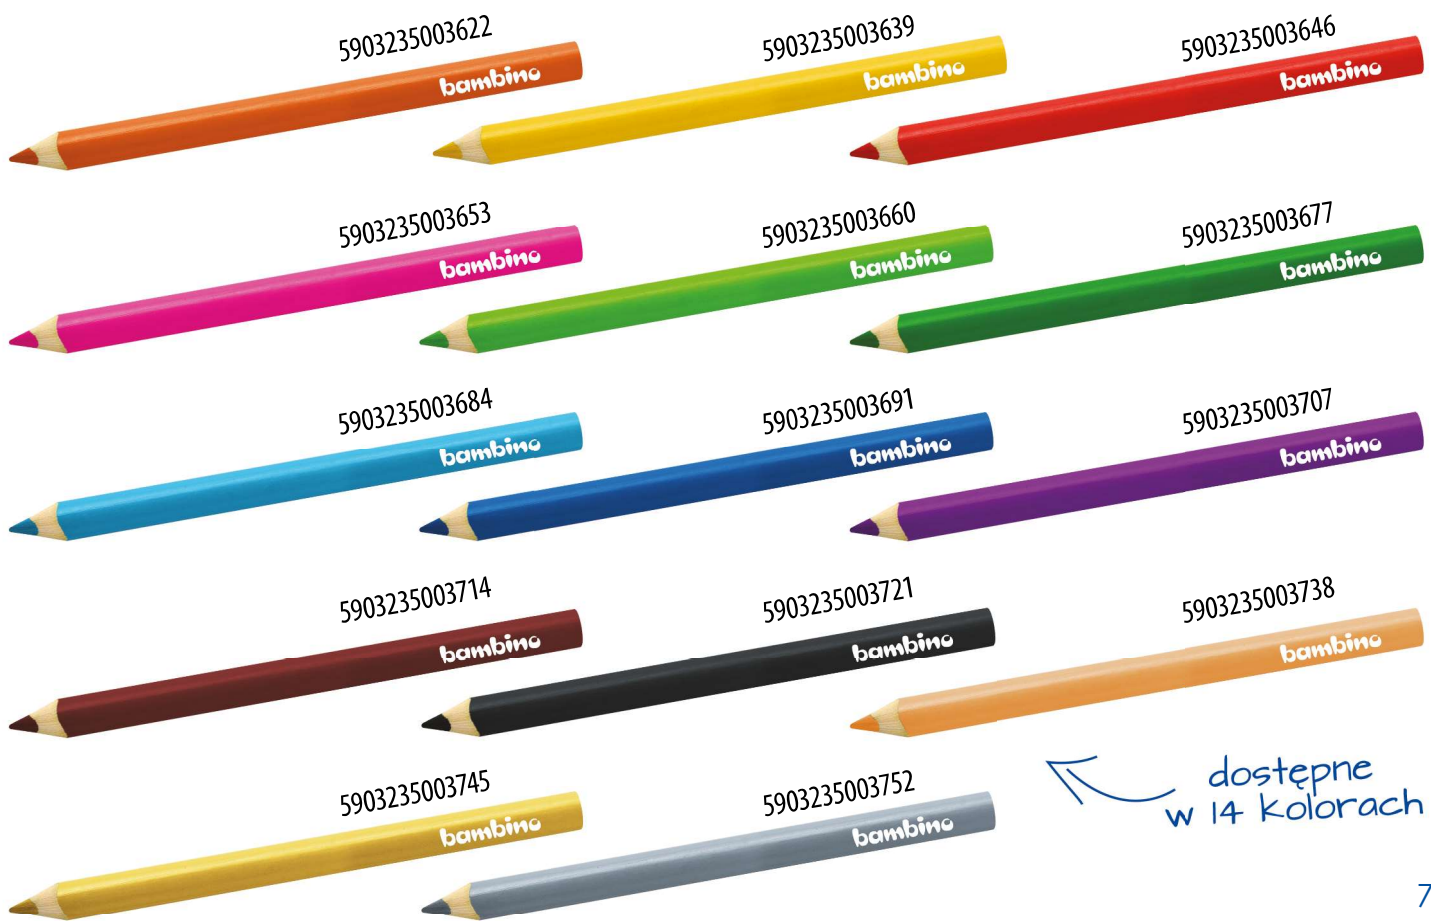 5903235003622
bambino
5903235003639
bambino
5903235003646
bambino
5903235003653
bambino
5903235003660
bambino
5903235003677
bambino
5903235003684
bambino
5903235003691
bambino
5903235003707
bambino
5903235003714
bambino
5903235003721
bambino
5903235003738
bambino
5903235003745
bambino
5903235003752
bambino
dostępne
w 14 kolorach
7